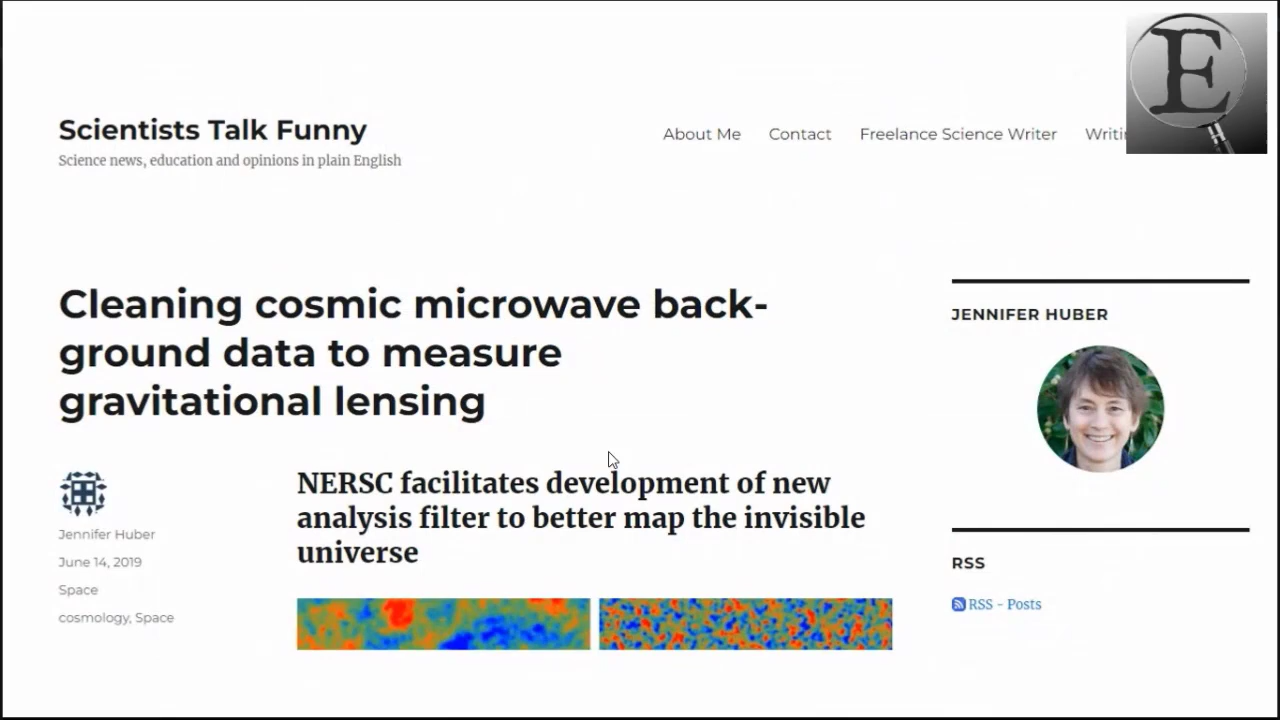 E
Scientists Talk Funny
Science news, education and opinions in plain English
About Me Contact Freelance Science Writer
Cleaning cosmic microwave back-
ground data to measure
gravitational lensing
Jennifer Huber
June 14, 2019
Space
cosmology, Space
NERSC facilitates development of new
analysis filter to better map the invisible
universe
JENNIFER HUBER
RSS
RSS - Posts